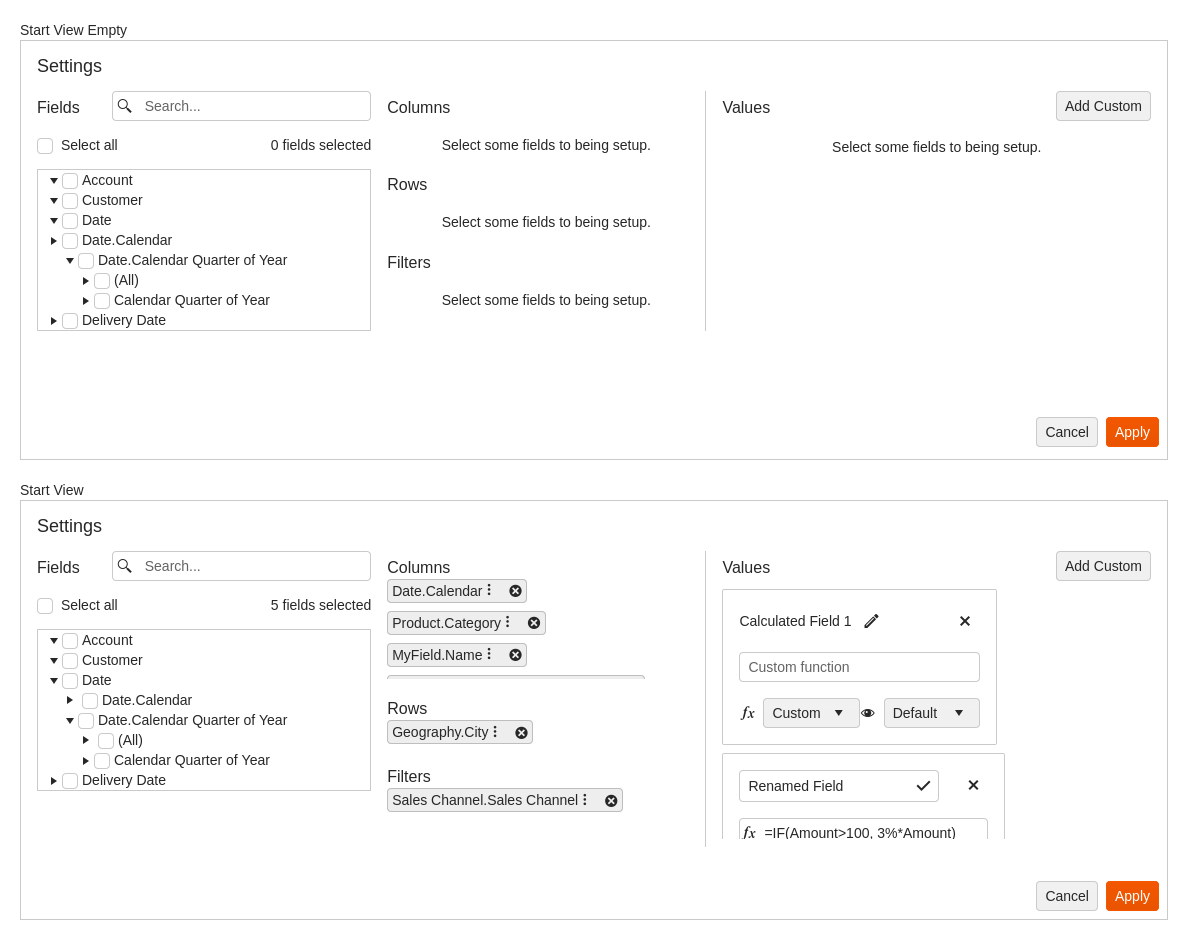 Start View Empty
Settings
Fields
Search...
Select all
0 fields selected
Account
Customer
Date
Date.Calendar
Date.Calendar Quarter of Year
(All)
Calendar Quarter of Year
Delivery Date
Columns
Select some fields to being setup.
Rows
Select some fields to being setup.
Filters
Select some fields to being setup.
Values
Add Custom
Select some fields to being setup.
Cancel
Apply
Start View
Settings
Fields
Search...
Select all
5 fields selected
Account
Customer
Date
Date.Calendar
Date.Calendar Quarter of Year
(All)
Calendar Quarter of Year
Delivery Date
Columns
Date.Calendar
Product.Category
MyField.Name
Rows
Geography.City
Filters
Sales Channel.Sales Channel
Values
Add Custom
Calculated Field 1
Custom function
fx Custom Default
Renamed Field
fx =IF(Amount>100, 3%*Amount)
Cancel
Apply